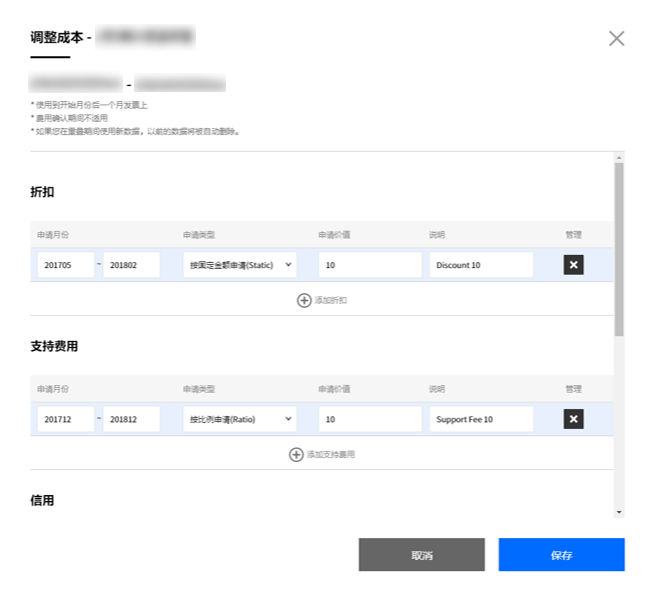 调整成本 -
-
* 使用到开始月份后一个月发票上
* 费用确认期间不适用
* 如果您在重叠期间使用新数据，以前的数据将被自动删除。
折扣
申请月份 申请类型 申请价值 说明 管理
201705 ~ 201802 按固定金额申请(Static) 10 Discount 10
添加折扣
支持费用
申请月份 申请类型 申请价值 说明 管理
201712 ~ 201812 按比例申请(Ratio) 10 Support Fee 10
添加支持费用
信用
取消 保存